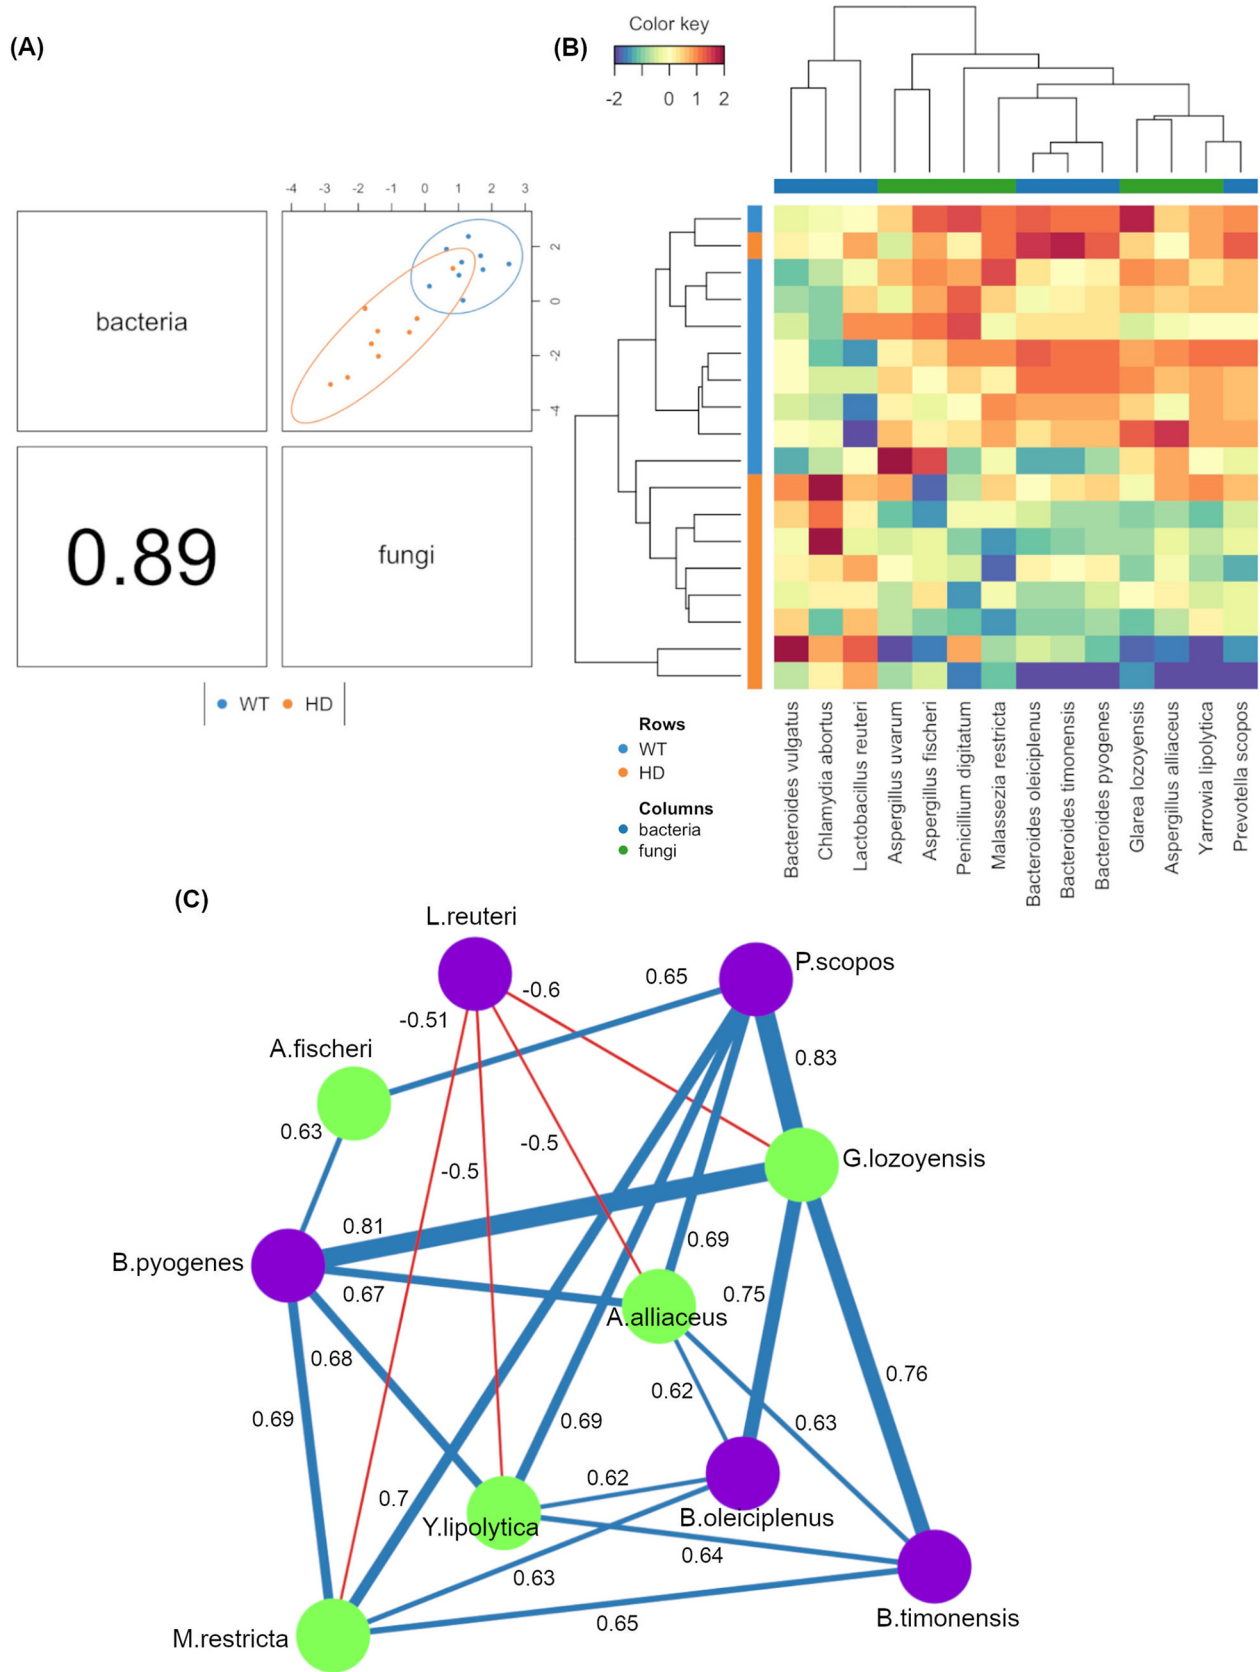 (A)
(B)
Color key
-2 0 1 2
-4 -3 -2 -1 0 1 2 3
2
0
-2
-4
bacteria
0.89
fungi
WT HD
Rows
WT
HD
Columns
bacteria
fungi
Bacteroides vulgatus
Chlamydia abortus
Lactobacillus reuteri
Aspergillus uvarum
Aspergillus fischeri
Penicillium digitatum
Malassezia restricta
Bacteroides oleiciplenus
Bacteroides timonensis
Bacteroides pyogenes
Glarea lozoyensis
Aspergillus alliaceus
Yarrowia lipolytica
Prevotella scopos
(C)
L.reuteri
P.scopos
0.65
-0.6
-0.51
A.fischeri
0.83
0.63
-0.5
G.lozoyensis
-0.5
0.81
0.69
B.pyogenes
0.67
0.75
A.alliaceus
0.68
0.76
0.62
0.69
0.69
0.63
0.62
0.7
B.oleiciplenus
Y.lipolytica
0.64
0.63
0.65
B.timonensis
M.restricta